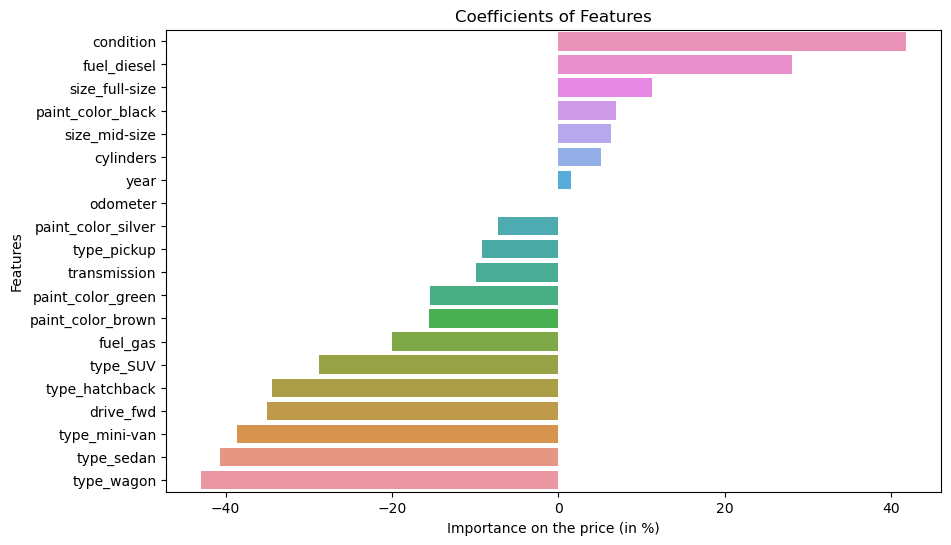 Coefficients of Features
condition
fuel_diesel
size_full-size
paint_color_black
size_mid-size
cylinders
year
odometer
paint_color_silver
type_pickup
transmission
paint_color_green
paint_color_brown
fuel_gas
type_SUV
type_hatchback
drive_fwd
type_mini-van
type_sedan
type_wagon
Features
−40
−20
0
20
40
Importance on the price (in %)